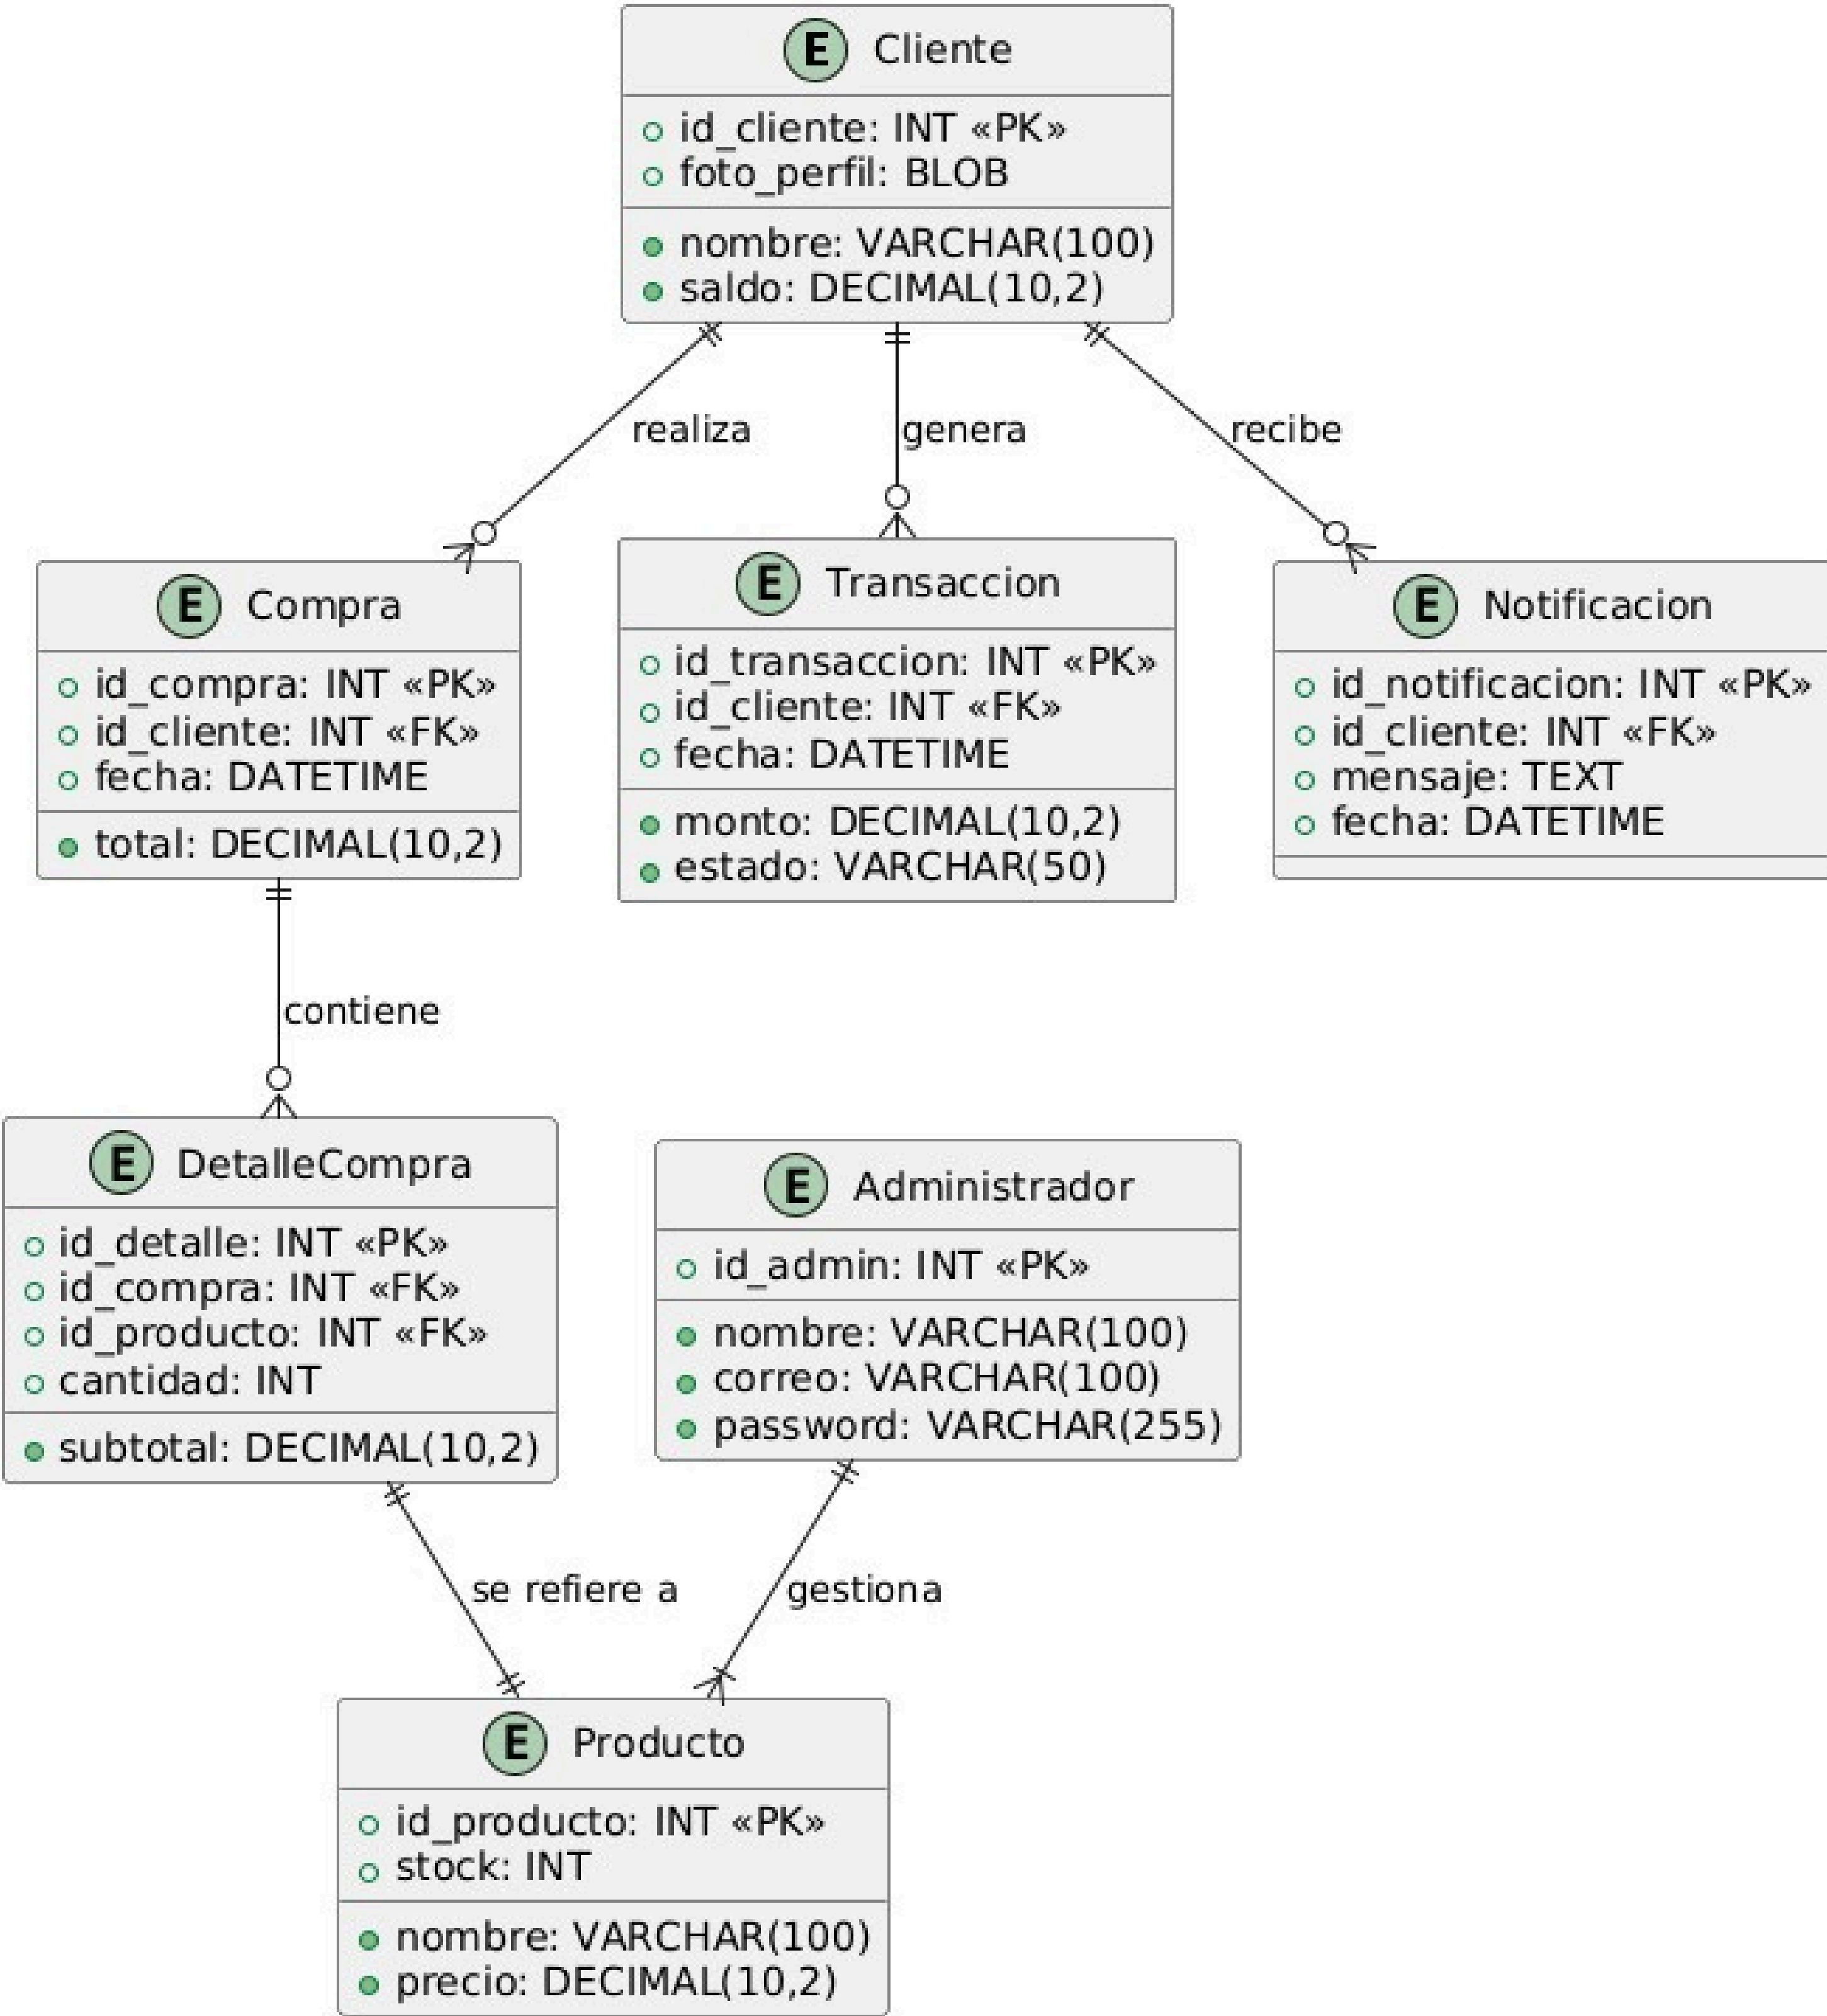 E Cliente
id_cliente: INT «PK»
foto_perfil: BLOB
nombre: VARCHAR(100)
saldo: DECIMAL(10,2)
realiza
genera
recibe
E Compra
id_compra: INT «PK»
id_cliente: INT «FK»
fecha: DATETIME
total: DECIMAL(10,2)
E Transaccion
id_transaccion: INT «PK»
id_cliente: INT «FK»
fecha: DATETIME
monto: DECIMAL(10,2)
estado: VARCHAR(50)
E Notificacion
id_notificacion: INT «PK»
id_cliente: INT «FK»
mensaje: TEXT
fecha: DATETIME
contiene
E DetalleCompra
id_detalle: INT «PK»
id_compra: INT «FK»
id_producto: INT «FK»
cantidad: INT
subtotal: DECIMAL(10,2)
E Administrador
id_admin: INT «PK»
nombre: VARCHAR(100)
correo: VARCHAR(100)
password: VARCHAR(255)
se refiere a
gestiona
E Producto
id_producto: INT «PK»
stock: INT
nombre: VARCHAR(100)
precio: DECIMAL(10,2)